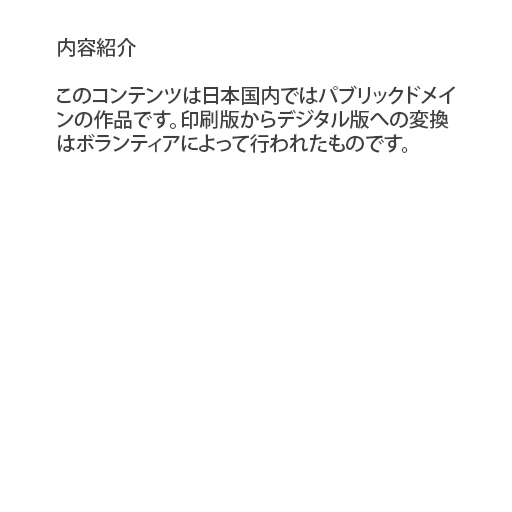 内容紹介
このコンテンツは日本国内ではパブリックドメイ
ンの作品です。印刷版からデジタル版への変換
はボランティアによって行われたものです。